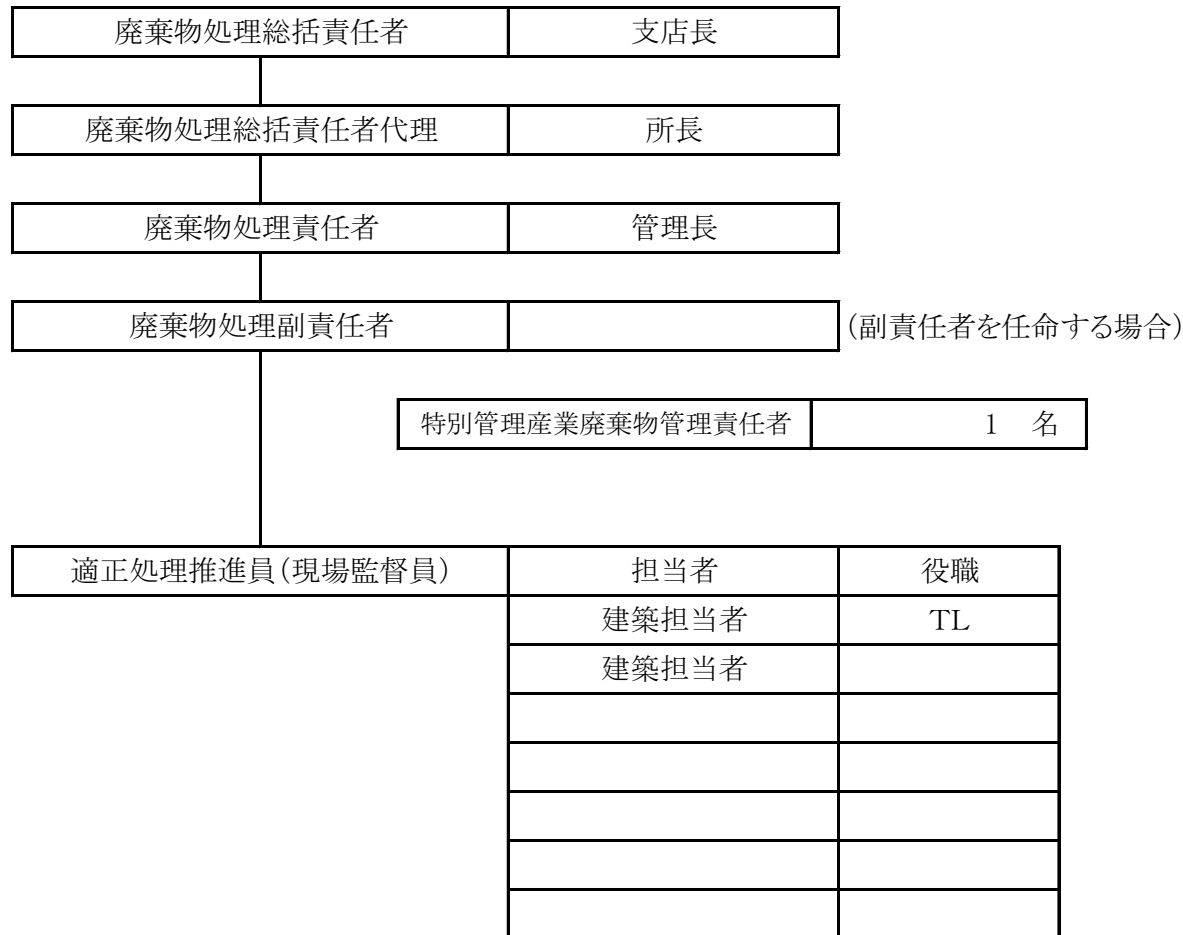 廃棄物処理総括責任者 支店長
廃棄物処理総括責任者代理 所長
廃棄物処理責任者 管理長
廃棄物処理副責任者 (副責任者を任命する場合)
特別管理産業廃棄物管理責任者 1 名
適正処理推進員(現場監督員) 担当者 役職
建築担当者 TL
建築担当者